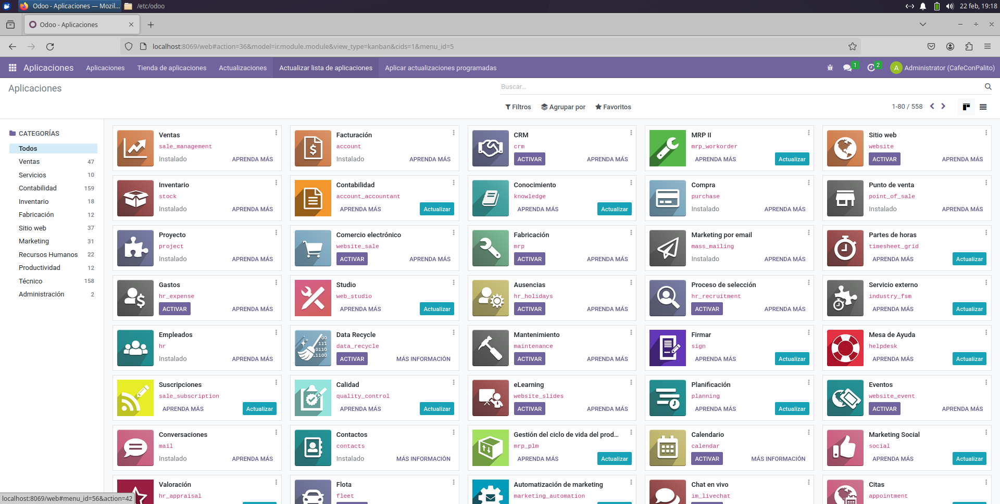 Odoo - Aplicaciones — Mozil...
/etc/odoo
22 feb, 19:18
Odoo - Aplicaciones
localhost:8069/web#action=36&model=ir.module.module&view_type=kanban&cids=1&menu_id=5
Aplicaciones
Aplicaciones
Tienda de aplicaciones
Actualizaciones
Actualizar lista de aplicaciones
Aplicar actualizaciones programadas
1
2
A
Administrator (CafeConPalito)
Aplicaciones
Buscar...
Filtros
Agrupar por
Favoritos
1-80 / 558
CATEGORÍAS
Todos
Ventas 47
Servicios 10
Contabilidad 159
Inventario 18
Fabricación 12
Sitio web 37
Marketing 31
Recursos Humanos 22
Productividad 12
Técnico 158
Administración 2
Ventas
sale_management
Instalado APRENDA MÁS
Facturación
account
Instalado APRENDA MÁS
CRM
crm
ACTIVAR APRENDA MÁS
MRP II
mrp_workorder
APRENDA MÁS Actualizar
Sitio web
website
ACTIVAR APRENDA MÁS
Inventario
stock
Instalado APRENDA MÁS
Contabilidad
account_accountant
APRENDA MÁS Actualizar
Conocimiento
knowledge
APRENDA MÁS Actualizar
Compra
purchase
Instalado APRENDA MÁS
Punto de venta
point_of_sale
Instalado APRENDA MÁS
Proyecto
project
Instalado APRENDA MÁS
Comercio electrónico
website_sale
ACTIVAR APRENDA MÁS
Fabricación
mrp
ACTIVAR APRENDA MÁS
Marketing por email
mass_mailing
Instalado APRENDA MÁS
Partes de horas
timesheet_grid
APRENDA MÁS Actualizar
Gastos
hr_expense
ACTIVAR APRENDA MÁS
Studio
web_studio
APRENDA MÁS Actualizar
Ausencias
hr_holidays
ACTIVAR APRENDA MÁS
Proceso de selección
hr_recruitment
ACTIVAR APRENDA MÁS
Servicio externo
industry_fsm
APRENDA MÁS Actualizar
Empleados
hr
Instalado APRENDA MÁS
Data Recycle
data_recycle
ACTIVAR MÁS INFORMACIÓN
Mantenimiento
maintenance
ACTIVAR APRENDA MÁS
Firmar
sign
APRENDA MÁS Actualizar
Mesa de Ayuda
helpdesk
APRENDA MÁS Actualizar
Suscripciones
sale_subscription
APRENDA MÁS Actualizar
Calidad
quality_control
APRENDA MÁS Actualizar
eLearning
website_slides
ACTIVAR APRENDA MÁS
Planificación
planning
APRENDA MÁS Actualizar
Eventos
website_event
ACTIVAR APRENDA MÁS
Conversaciones
mail
Instalado APRENDA MÁS
Contactos
contacts
Instalado MÁS INFORMACIÓN
Gestión del ciclo de vida del prod...
mrp_plm
APRENDA MÁS Actualizar
Calendario
calendar
ACTIVAR MÁS INFORMACIÓN
Marketing Social
social
APRENDA MÁS Actualizar
Valoración
hr_appraisal
Flota
fleet
Automatización de marketing
marketing_automation
Chat en vivo
im_livechat
Citas
appointment
localhost:8069/web#menu_id=56&action=42